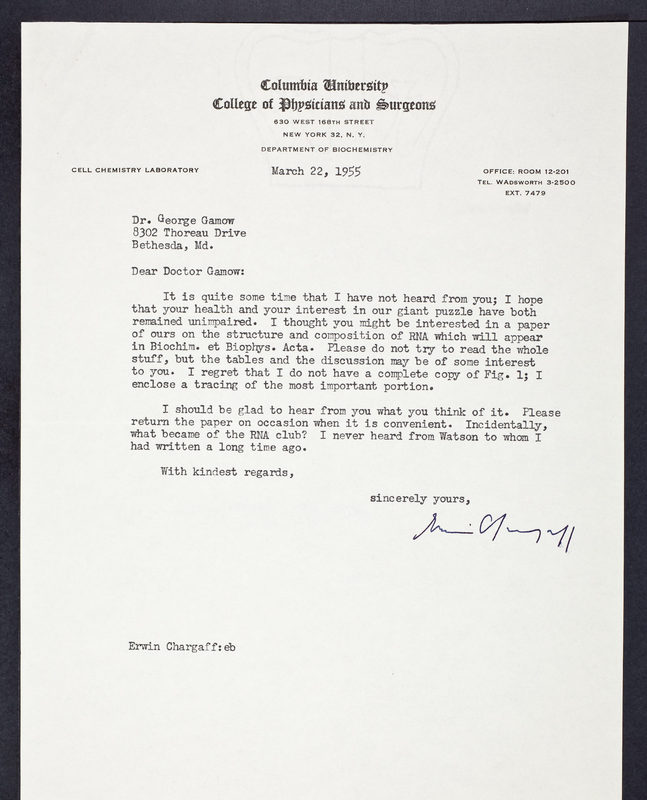 Columbia University
College of Physicians and Surgeons
630 WEST 168TH STREET
NEW YORK 32, N. Y.
DEPARTMENT OF BIOCHEMISTRY
CELL CHEMISTRY LABORATORY
March 22, 1955
OFFICE: ROOM 12-201
TEL. WADSWORTH 3-2500
EXT. 7479
Dr. George Gamow
8302 Thoreau Drive
Bethesda, Md.
Dear Doctor Gamow:
It is quite some time that I have not heard from you; I hope
that your health and your interest in our giant puzzle have both
remained unimpaired. I thought you might be interested in a paper
of ours on the structure and composition of RNA which will appear
in Biochim. et Biophys. Acta. Please do not try to read the whole
stuff, but the tables and the discussion may be of some interest
to you. I regret that I do not have a complete copy of Fig. 1; I
enclose a tracing of the most important portion.
I should be glad to hear from you what you think of it. Please
return the paper on occasion when it is convenient. Incidentally,
what became of the RNA club? I never heard from Watson to whom I
had written a long time ago.
With kindest regards,
sincerely yours,
Erwin Chargaff
Erwin Chargaff:eb